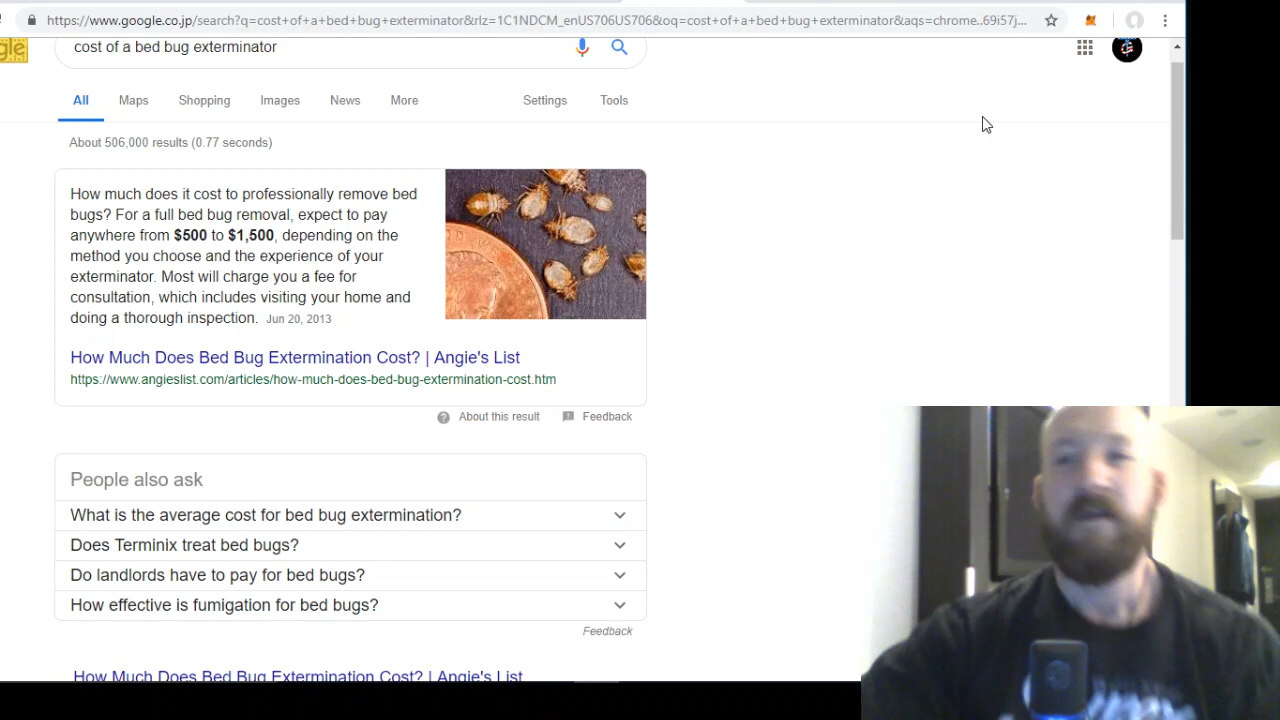 https://www.google.co.jp/search?q=cost+of+a+bed+bug+exterminator&rlz=1C1NDCM_enUS706US706&oq=cost+of+a+bed+bug+exterminator&aqs=chrome..69i57j...
gle
cost of a bed bug exterminator
All Maps Shopping Images News More Settings Tools
About 506,000 results (0.77 seconds)
How much does it cost to professionally remove bed
bugs? For a full bed bug removal, expect to pay
anywhere from $500 to $1,500, depending on the
method you choose and the experience of your
exterminator. Most will charge you a fee for
consultation, which includes visiting your home and
doing a thorough inspection. Jun 20, 2013
How Much Does Bed Bug Extermination Cost? | Angie's List
https://www.angieslist.com/articles/how-much-does-bed-bug-extermination-cost.htm
About this result Feedback
People also ask
What is the average cost for bed bug extermination?
Does Terminix treat bed bugs?
Do landlords have to pay for bed bugs?
How effective is fumigation for bed bugs?
Feedback
How Much Does Bed Bug Extermination Cost? | Angie's List